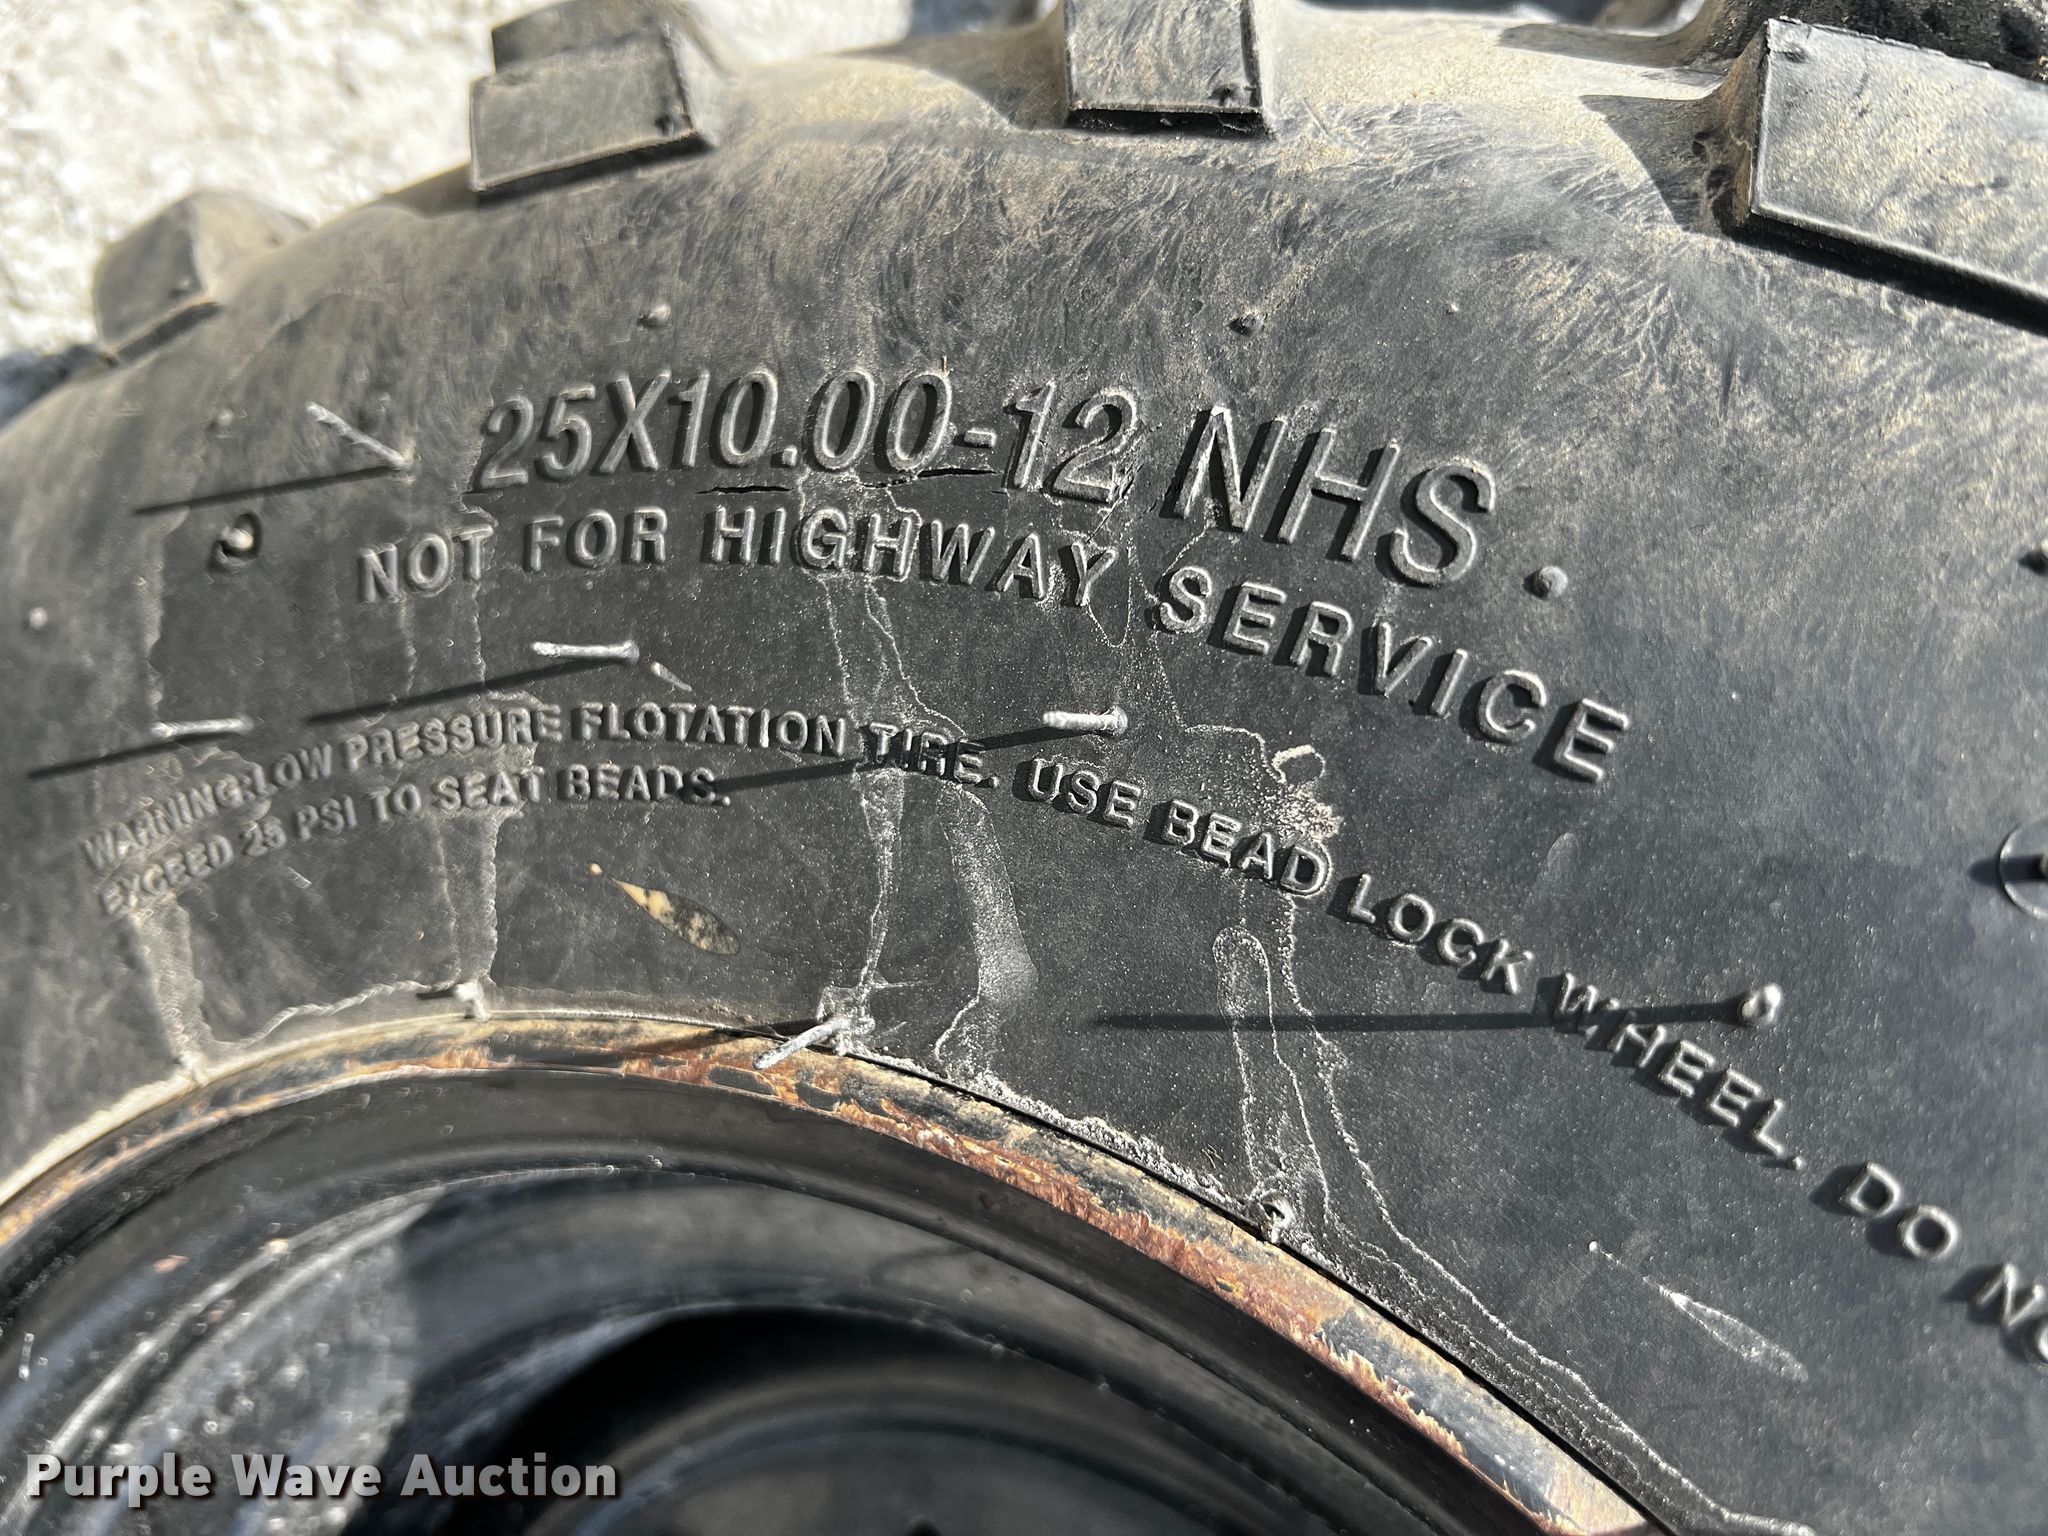 25X10.00-12 NHS.
NOT FOR HIGHWAY SERVICE
WARNING:LOW PRESSURE FLOTATION TIRE. USE BEAD LOCK WHEEL. DO NO
EXCEED 25 PSI TO SEAT BEADS.
Purple Wave Auction